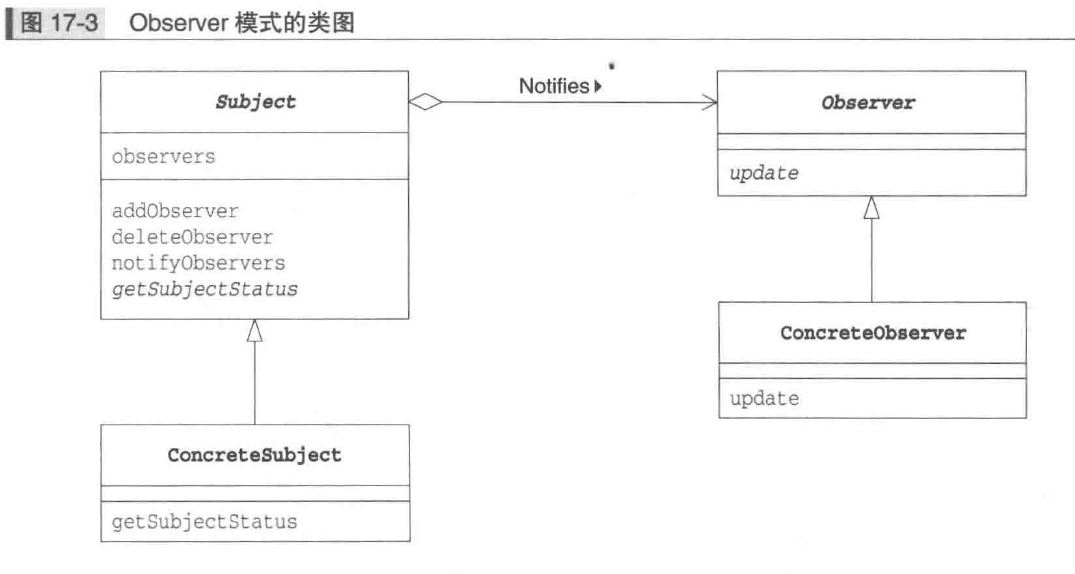 图 17-3 Observer 模式的类图
Subject
observers
addObserver
deleteObserver
notifyObservers
getSubjectStatus
Notifies
Observer
update
ConcreteObserver
update
ConcreteSubject
getSubjectStatus